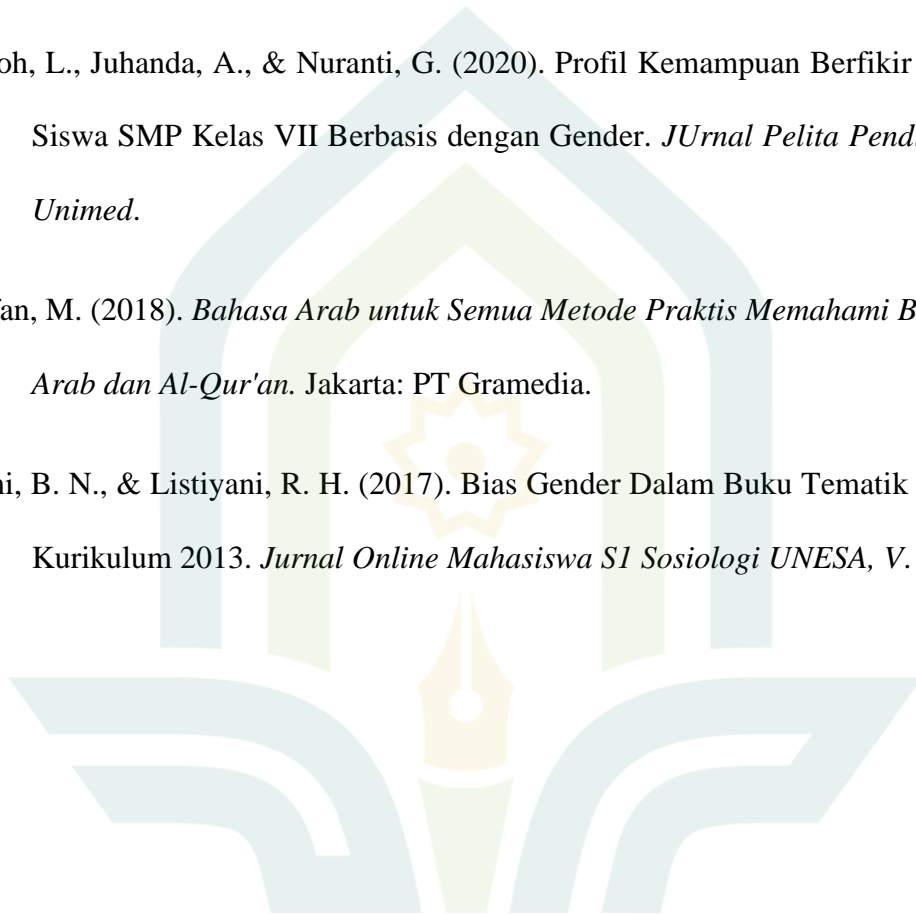 oh, L., Juhanda, A., & Nuranti, G. (2020). Profil Kemampuan Berfikir
Siswa SMP Kelas VII Berbasis dengan Gender. JUrnal Pelita Pend
Unimed.
fan, M. (2018). Bahasa Arab untuk Semua Metode Praktis Memahami B
Arab dan Al-Qur'an. Jakarta: PT Gramedia.
ni, B. N., & Listiyani, R. H. (2017). Bias Gender Dalam Buku Tematik
Kurikulum 2013. Jurnal Online Mahasiswa S1 Sosiologi UNESA, V.